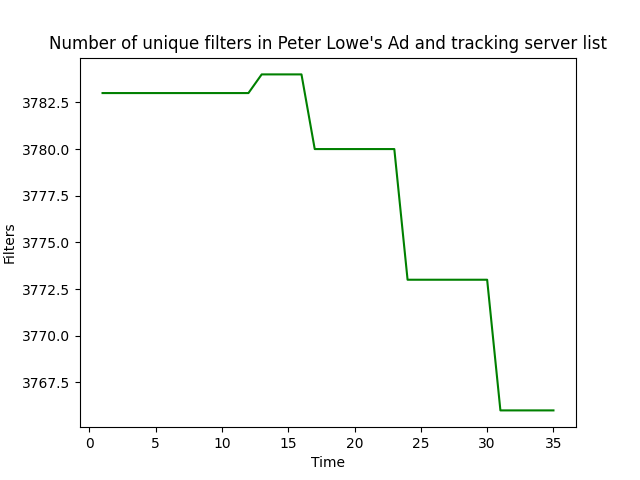 Number of unique filters in Peter Lowe's Ad and tracking server list
3782.5
3780.0
3777.5
3775.0
3772.5
3770.0
3767.5
Filters
0 5 10 15 20 25 30 35
Time